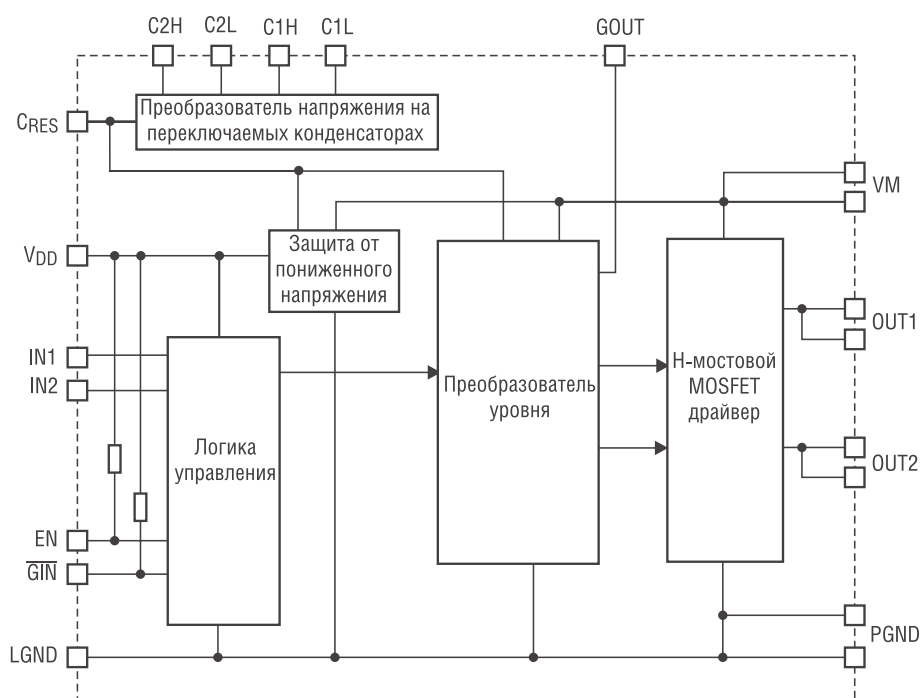 C2H C2L C1H C1L GOUT
Преобразователь напряжения на
переключаемых конденсаторах
CRES
VM
VDD
Защита от
пониженного
напряжения
OUT1
IN1
IN2
Преобразователь
уровня
Н-мостовой
MOSFET
драйвер
Логика
управления
OUT2
EN
GIN
PGND
LGND